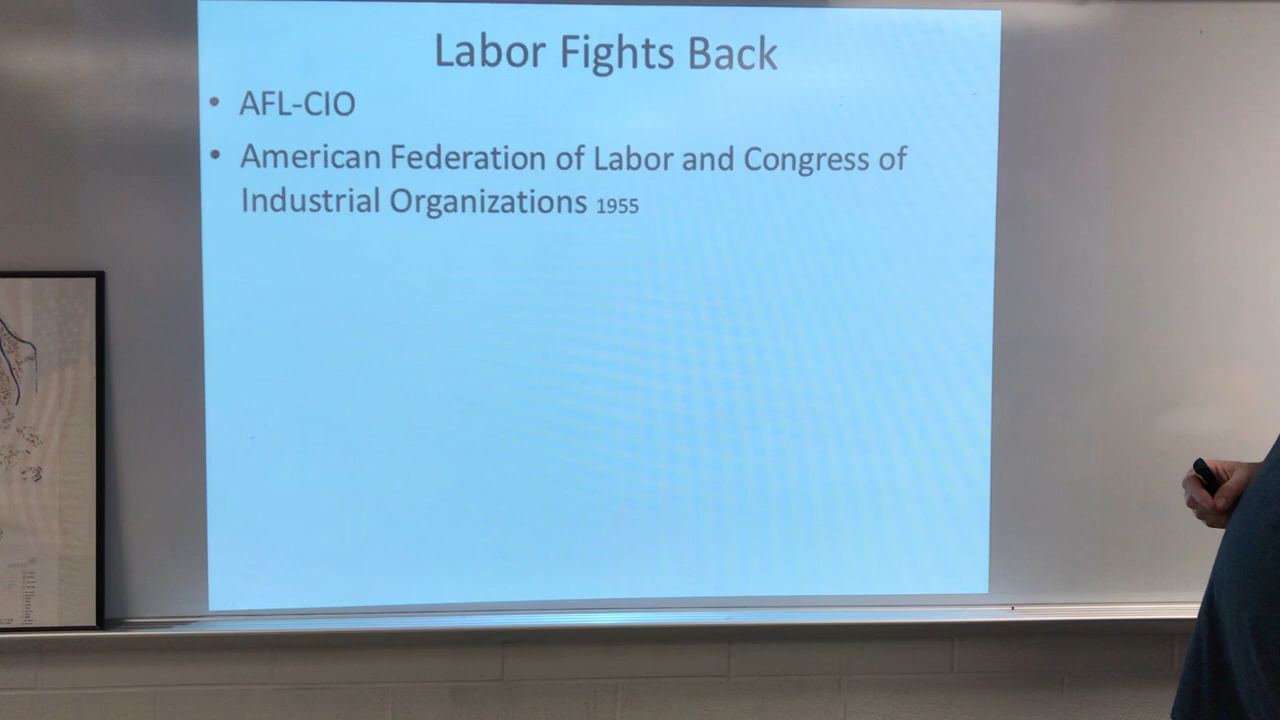 Labor Fights Back
• AFL-CIO
• American Federation of Labor and Congress of
Industrial Organizations 1955